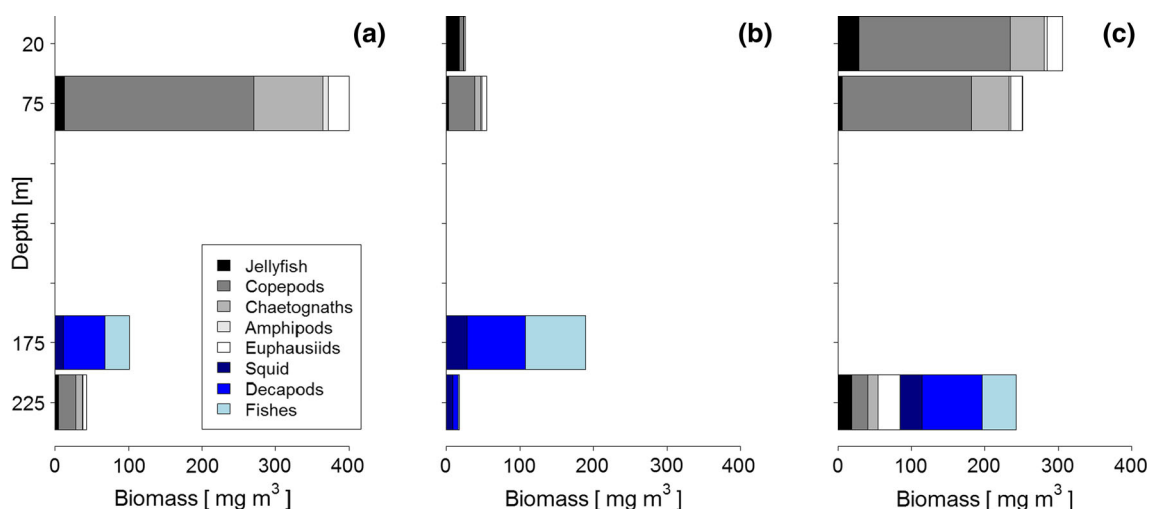 (a)
(b)
(c)
20
75
175
225
Depth [m]
Jellyfish
Copepods
Chaetognaths
Amphipods
Euphausiids
Squid
Decapods
Fishes
0 100 200 300 400
0 100 200 300 400
0 100 200 300 400
Biomass [ mg m³ ]
Biomass [ mg m³ ]
Biomass [ mg m³ ]